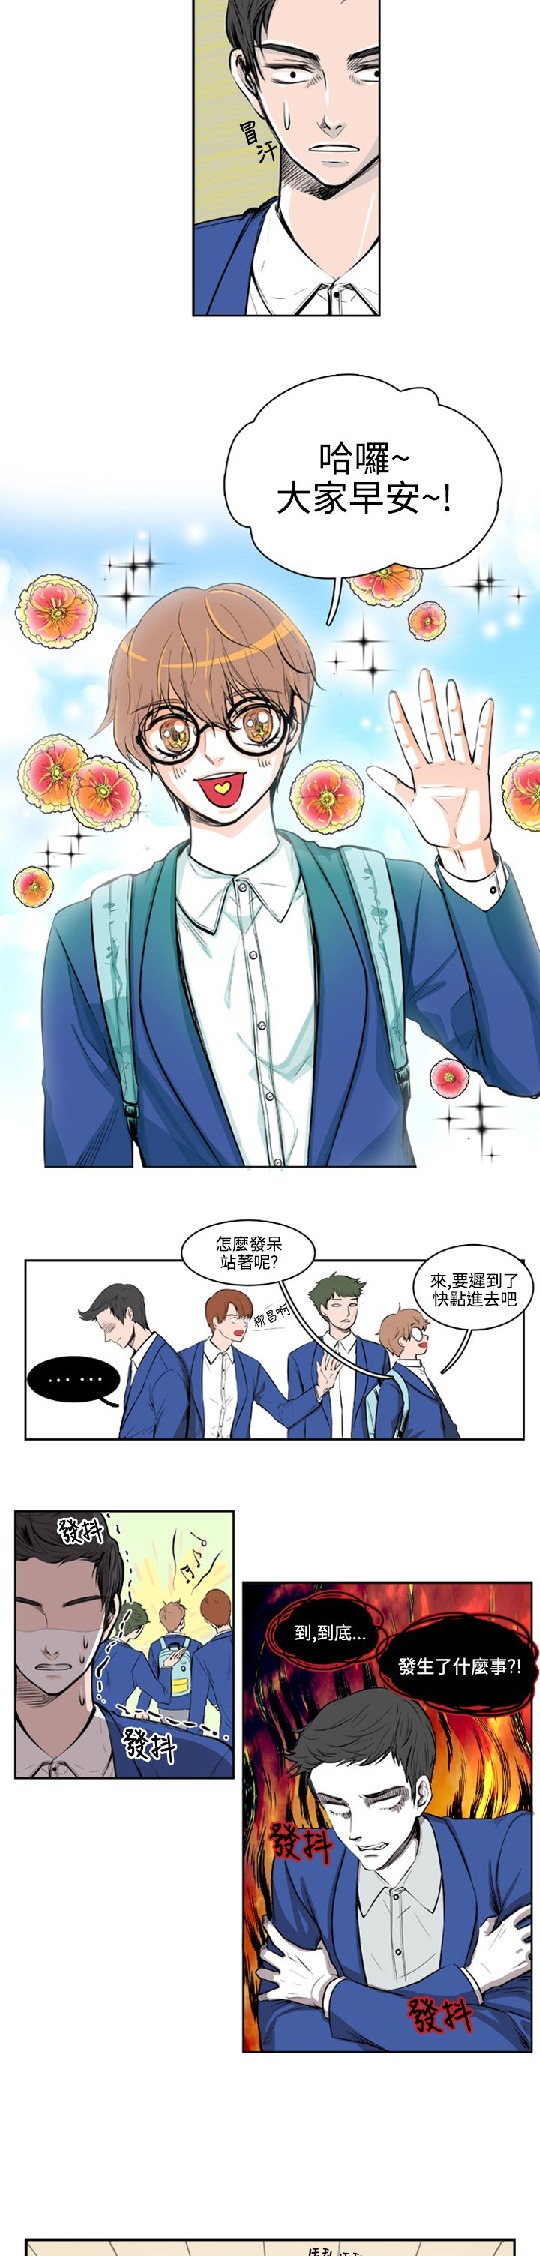 冒
汗
哈囉~
大家早安~!
怎麼發呆
站著呢?
來,要遲到了
快點進去吧
......
發抖
發抖
到,到底...
發生了什麼事?!
發抖
發抖